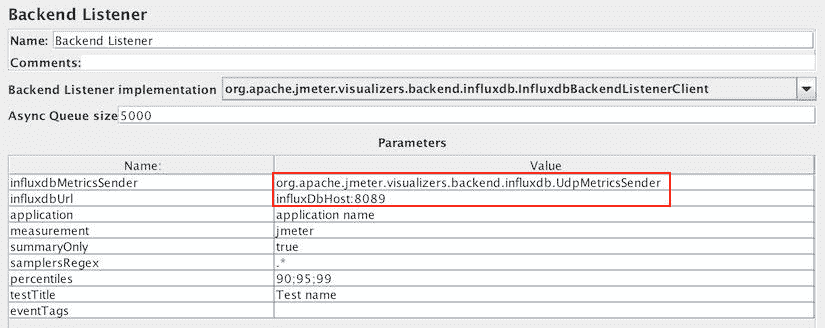 Backend Listener
Name: Backend Listener
Comments:
Backend Listener implementation org.apache.jmeter.visualizers.backend.influxdb.InfluxdbBackendListenerClient
Async Queue size 5000
Parameters
Name: Value
influxdbMetricsSender org.apache.jmeter.visualizers.backend.influxdb.UdpMetricsSender
influxdbUrl influxDbHost:8089
application application name
measurement jmeter
summaryOnly true
samplersRegex .*
percentiles 90;95;99
testTitle Test name
eventTags